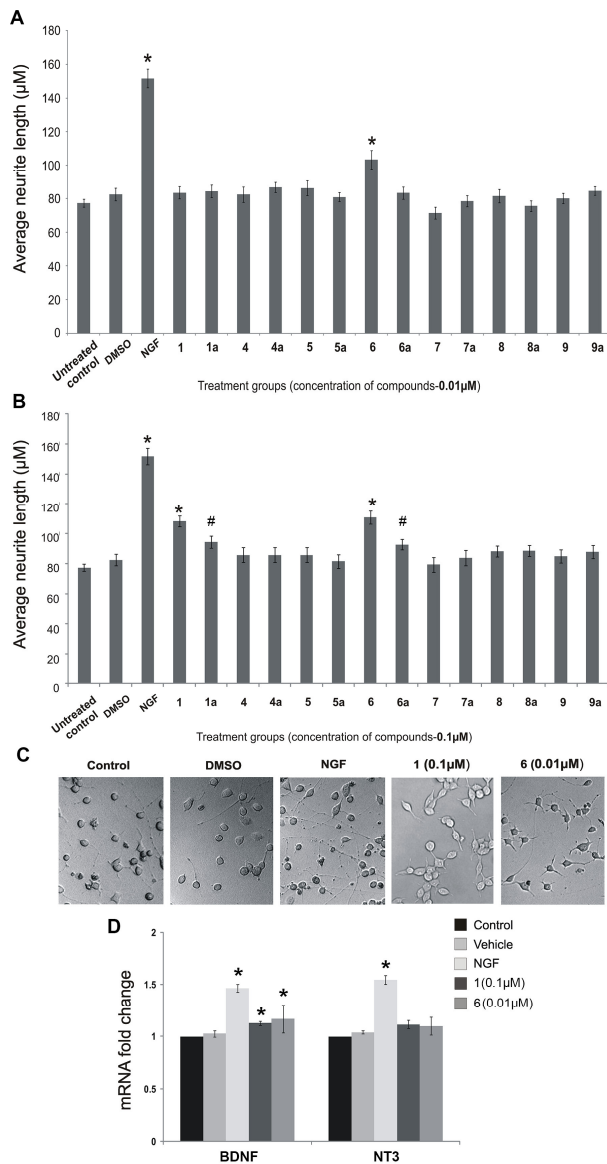 A
Average neurite length (µM)
180
160
140
120
100
80
60
40
20
0
*
*
Untreated control
DMSO
NGF
1 1a 4 4a 5 5a 6 6a 7 7a 8 8a 9 9a
Treatment groups (concentration of compounds-0.01µM)
B
Average neurite length (µM)
180
160
140
120
100
80
60
40
20
0
*
*
#
*
#
Untreated control
DMSO
NGF
1 1a 4 4a 5 5a 6 6a 7 7a 8 8a 9 9a
Treatment groups (concentration of compounds-0.1µM)
C
Control DMSO NGF 1 (0.1µM) 6 (0.01µM)
D
mRNA fold change
2
1.5
1
0.5
0
* * *
*
BDNF NT3
Control
Vehicle
NGF
1(0.1µM)
6(0.01µM)